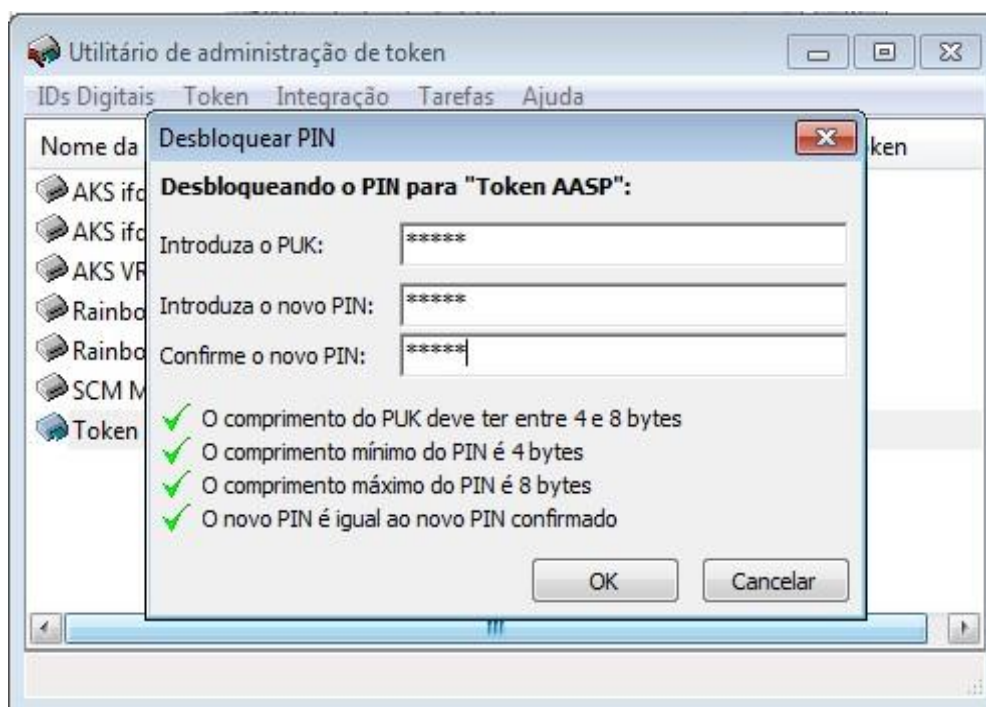 Utilitário de administração de token
IDs Digitais Token Integração Tarefas Ajuda
Nome da
ken
Desbloquear PIN
Desbloqueando o PIN para "Token AASP":
Introduza o PUK: *****
Introduza o novo PIN: *****
Confirme o novo PIN: *****
O comprimento do PUK deve ter entre 4 e 8 bytes
O comprimento mínimo do PIN é 4 bytes
O comprimento máximo do PIN é 8 bytes
O novo PIN é igual ao novo PIN confirmado
OK Cancelar
AKS ifd
AKS ifd
AKS VR
Rainbo
Rainbo
SCM M
Token